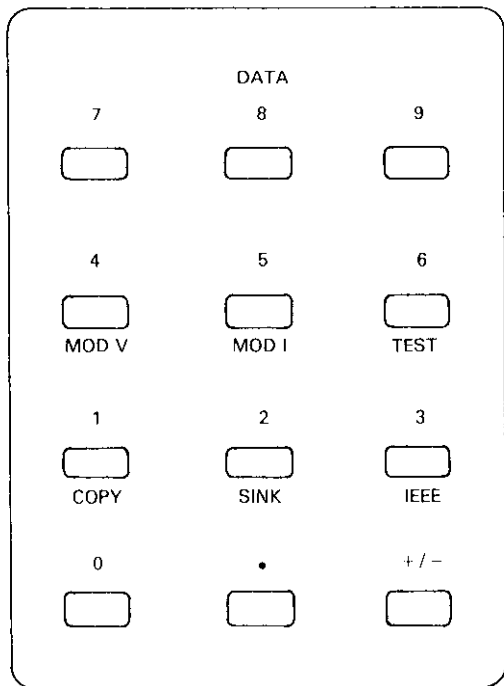 DATA
7 8 9
4 5 6
MOD V MOD I TEST
1 2 3
COPY SINK IEEE
0 • +/−